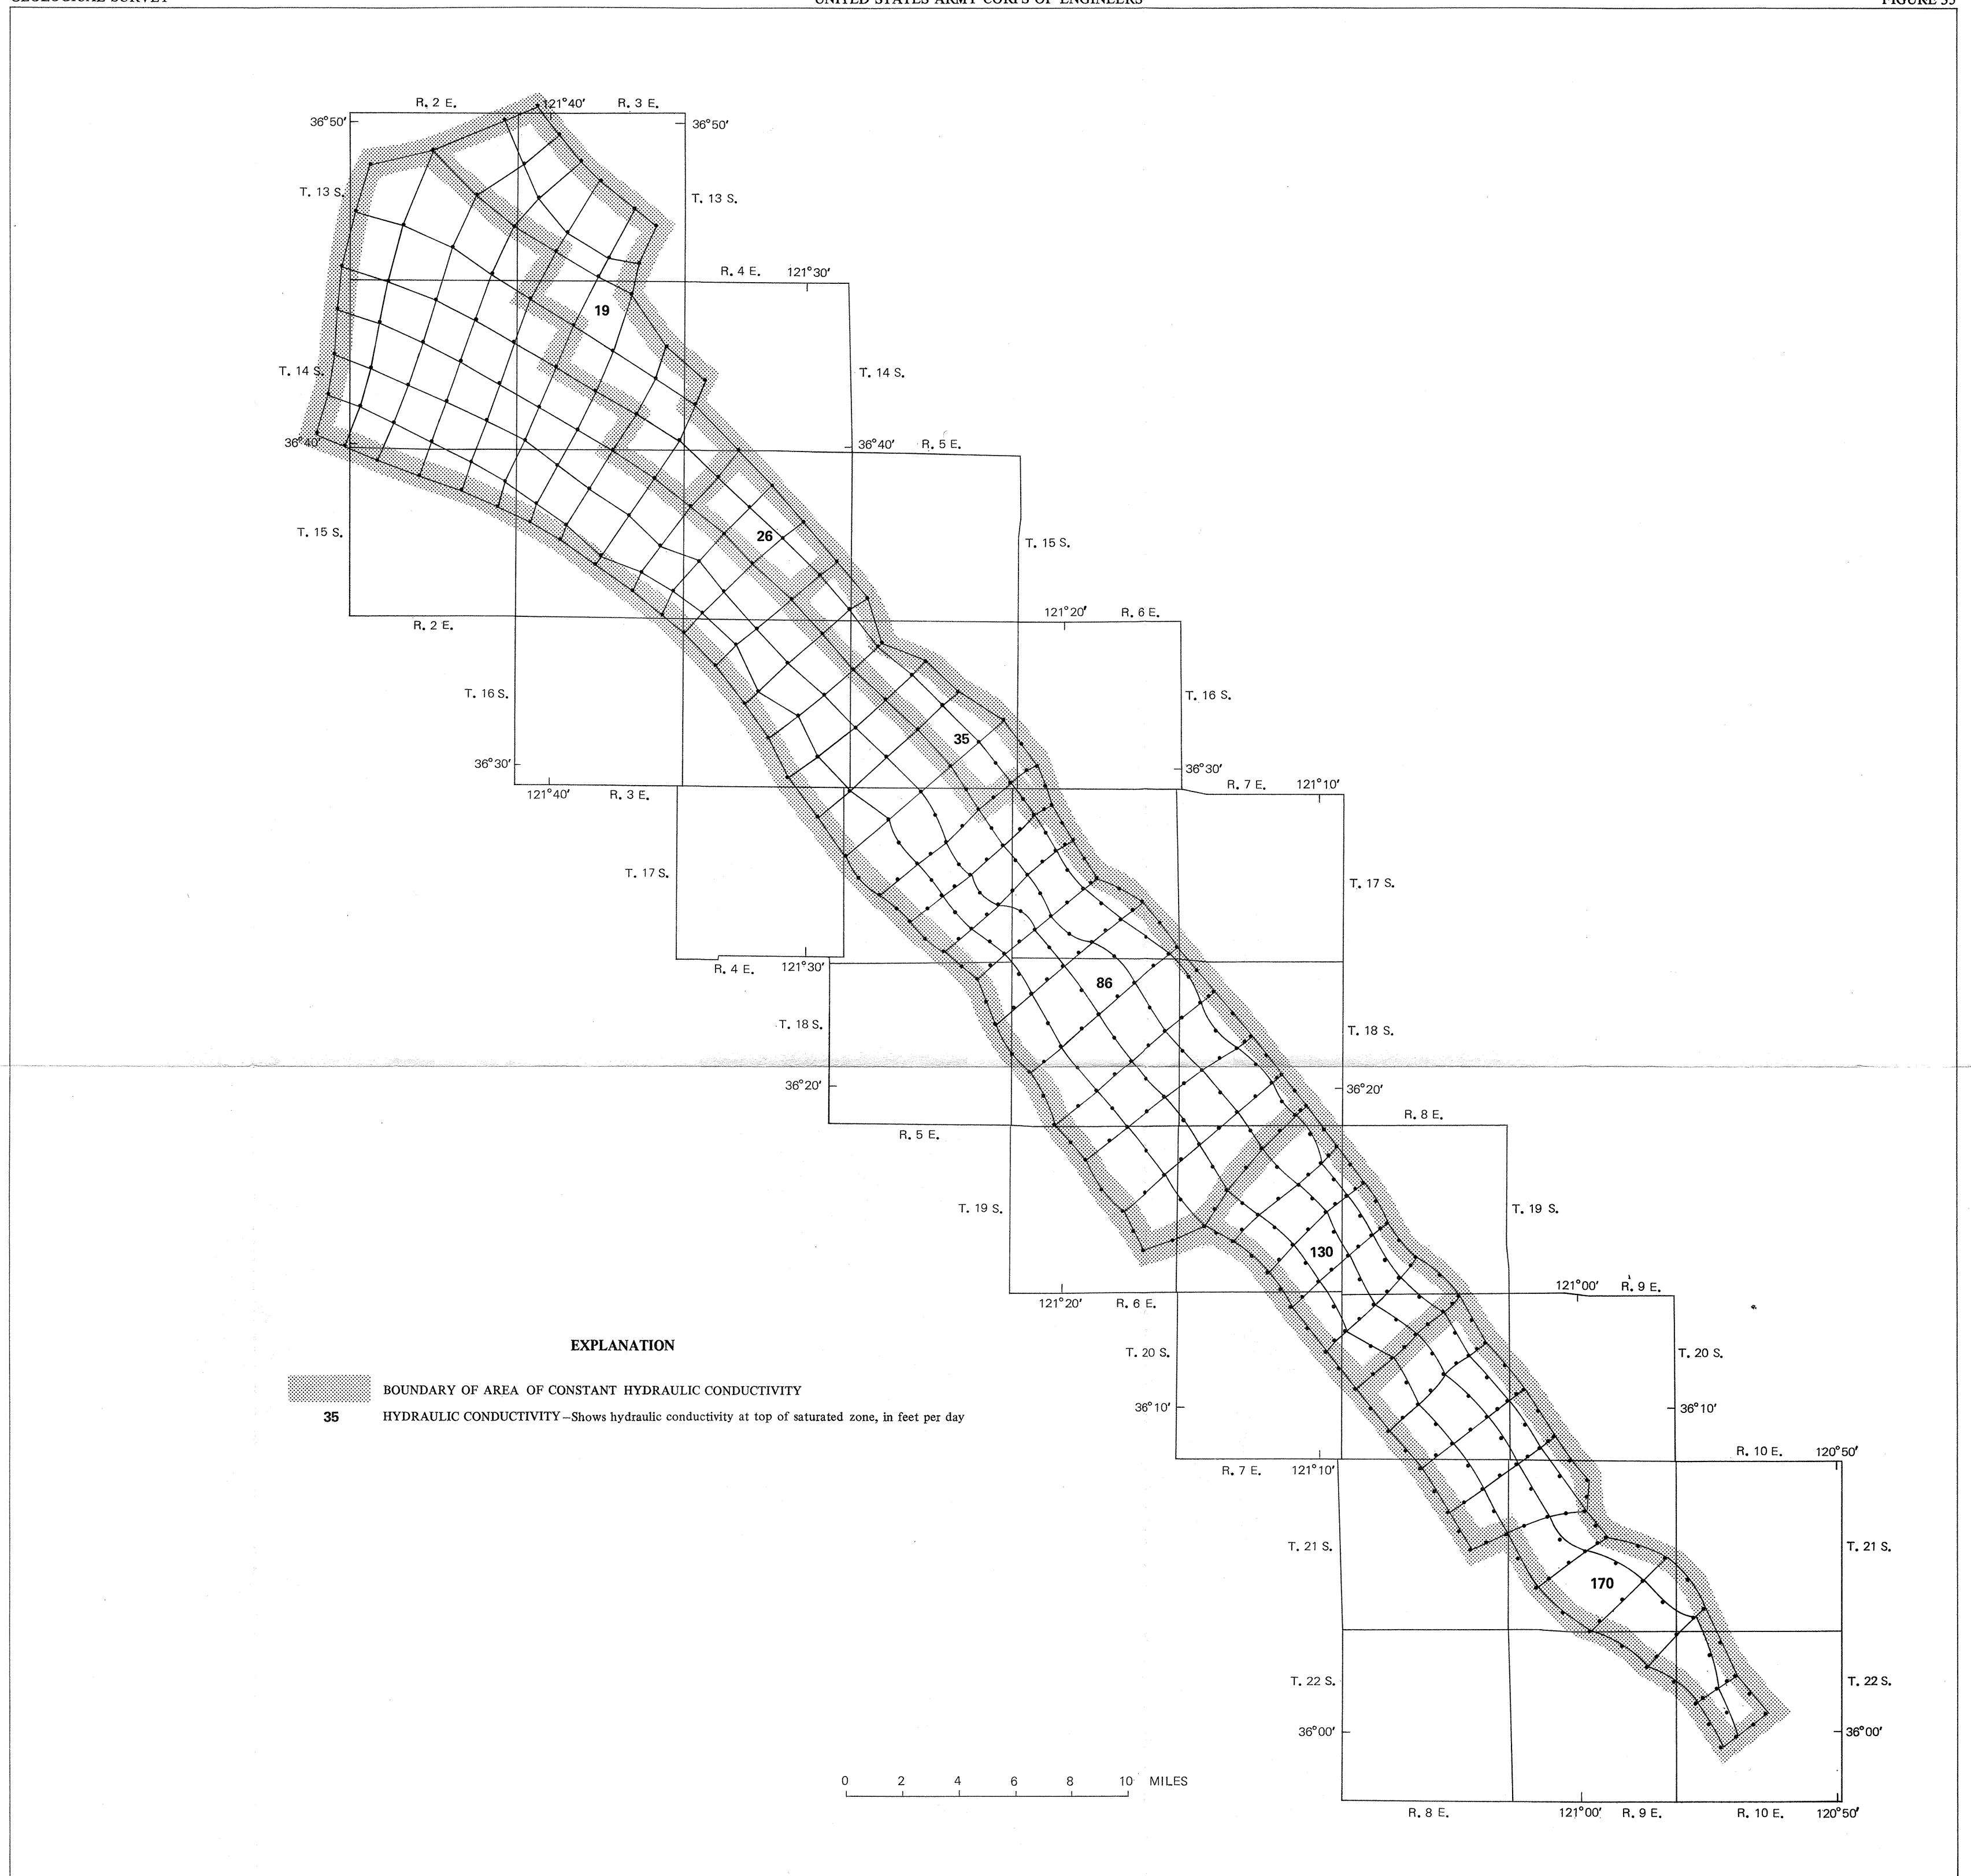 GEOLOGICAL SURVEY
UNITED STATES ARMY CORPS OF ENGINEERS
R. 2 E.
121°40′
R. 3 E.
36°50′
36°50′
T. 13 S.
T. 13 S.
R. 4 E.
121°30′
19
T. 14 S.
T. 14 S.
36°40′
36°40′
R. 5 E.
T. 15 S.
26
T. 15 S.
R. 2 E.
121°20′
R. 6 E.
T. 16 S.
T. 16 S.
35
36°30′
36°30′
121°40′
R. 3 E.
R. 7 E.
121°10′
T. 17 S.
T. 17 S.
R. 4 E.
121°30′
86
T. 18 S.
T. 18 S.
36°20′
36°20′
R. 5 E.
R. 8 E.
T. 19 S.
T. 19 S.
130
121°20′
R. 6 E.
121°00′
R. 9 E.
T. 20 S.
T. 20 S.
EXPLANATION
BOUNDARY OF AREA OF CONSTANT HYDRAULIC CONDUCTIVITY
35 HYDRAULIC CONDUCTIVITY—Shows hydraulic conductivity at top of saturated zone, in feet per day
36°10′
36°10′
R. 7 E.
121°10′
R. 10 E.
120°50′
T. 21 S.
T. 21 S.
170
T. 22 S.
T. 22 S.
36°00′
36°00′
0 2 4 6 8 10 MILES
R. 8 E.
121°00′
R. 9 E.
R. 10 E.
120°50′